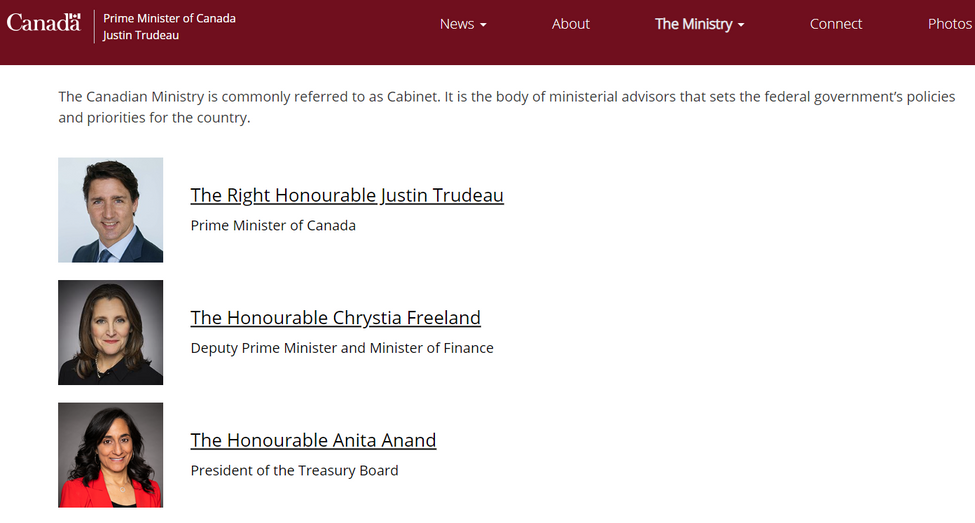 Canada
Prime Minister of Canada
Justin Trudeau
News
About
The Ministry
Connect
Photos
The Canadian Ministry is commonly referred to as Cabinet. It is the body of ministerial advisors that sets the federal government’s policies
and priorities for the country.
The Right Honourable Justin Trudeau
Prime Minister of Canada
The Honourable Chrystia Freeland
Deputy Prime Minister and Minister of Finance
The Honourable Anita Anand
President of the Treasury Board